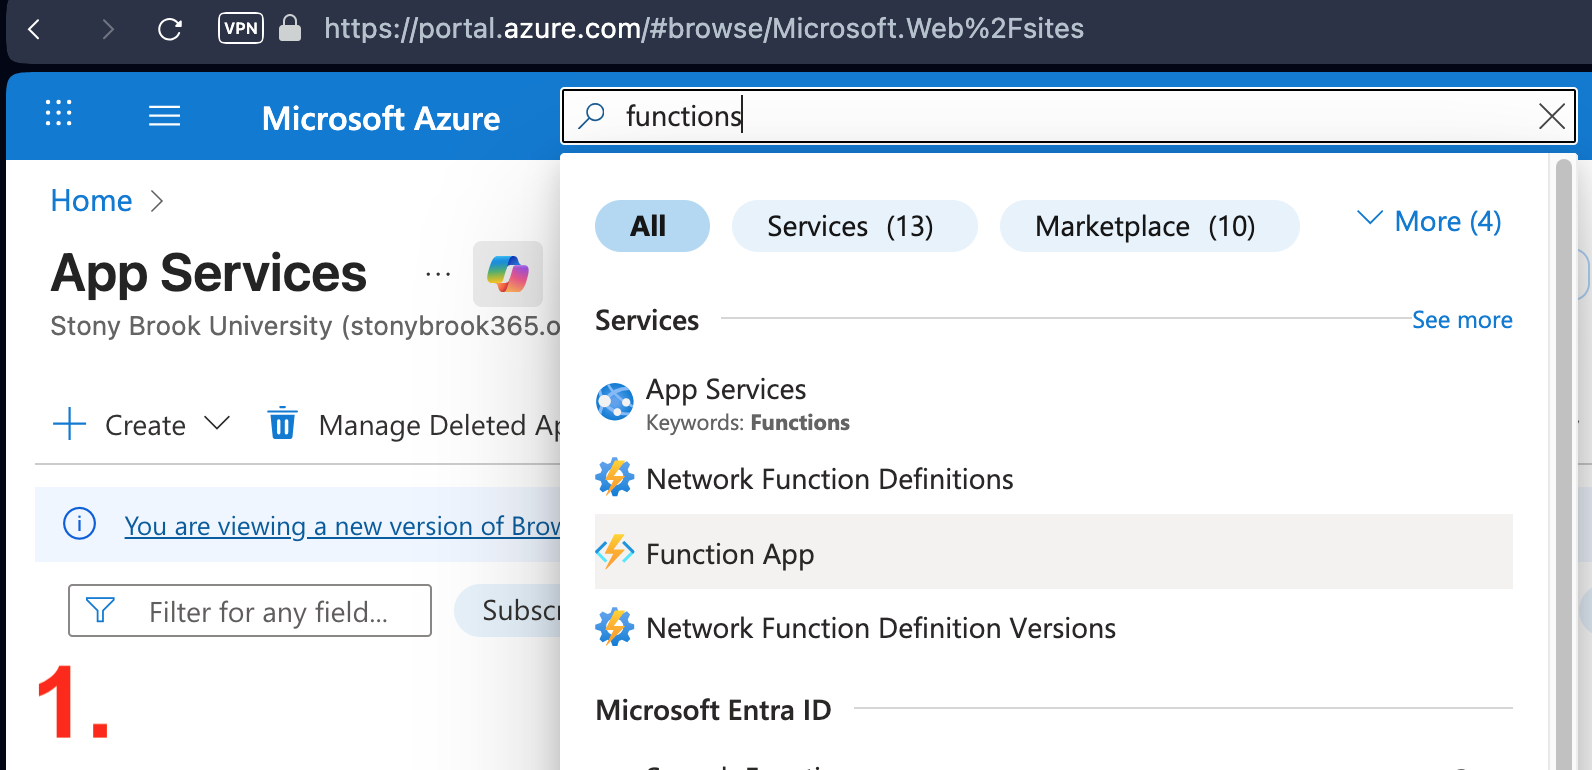 VPN https://portal.azure.com/#browse/Microsoft.Web%2Fsites
Microsoft Azure
functions
Home
All
Services (13)
Marketplace (10)
More (4)
App Services
Stony Brook University (stonybrook365.o
Services
See more
App Services
Keywords: Functions
Create
Manage Deleted Ap
Network Function Definitions
You are viewing a new version of Brow
Function App
Filter for any field...
Subscr
Network Function Definition Versions
1.
Microsoft Entra ID